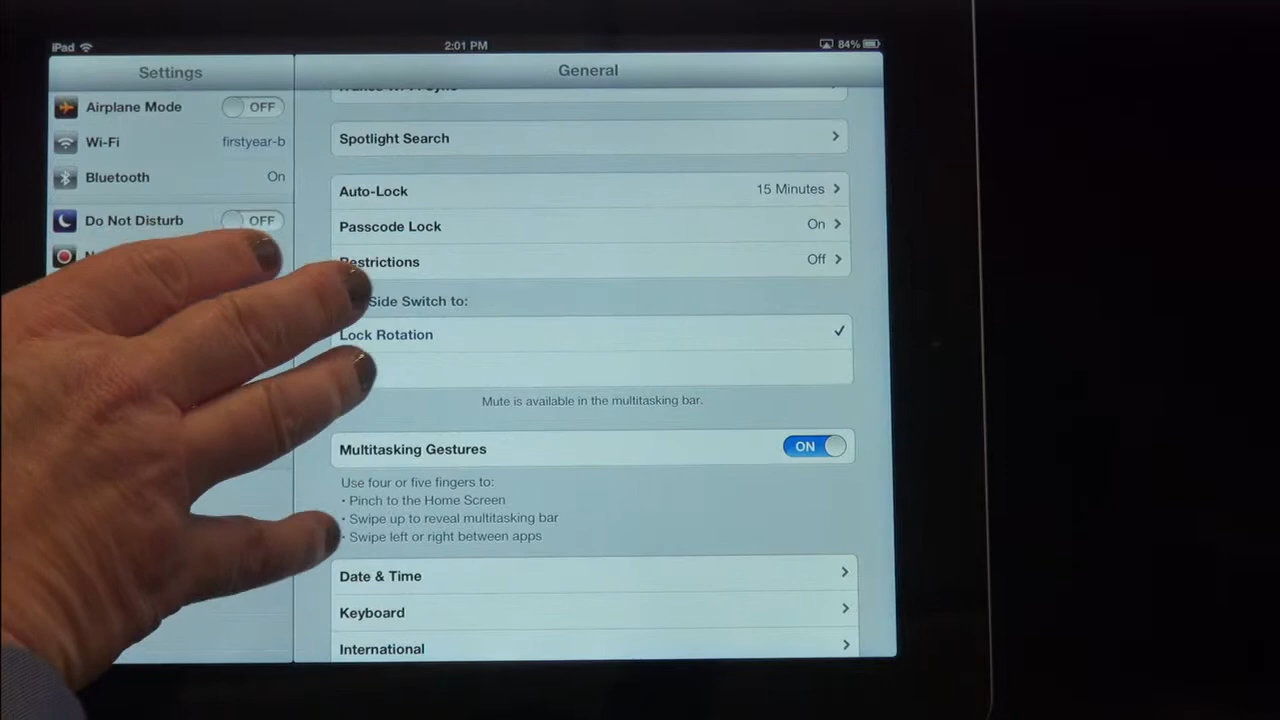 iPad 2:01 PM 84%
Settings
General
Airplane Mode OFF
Wi-Fi firstyear-b
Bluetooth On
Do Not Disturb OFF
Spotlight Search
Auto-Lock 15 Minutes
Passcode Lock On
Restrictions Off
Side Switch to:
Lock Rotation
Mute is available in the multitasking bar.
Multitasking Gestures ON
Use four or five fingers to:
• Pinch to the Home Screen
• Swipe up to reveal multitasking bar
• Swipe left or right between apps
Date & Time
Keyboard
International